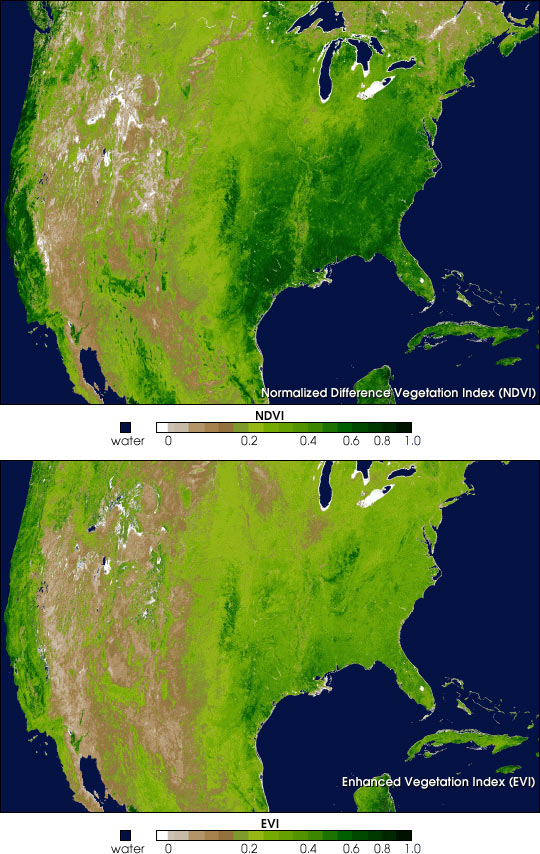 Normalized Difference Vegetation Index (NDVI)
NDVI
water 0 0.2 0.4 0.6 0.8 1.0
Enhanced Vegetation Index (EVI)
EVI
water 0 0.2 0.4 0.6 0.8 1.0